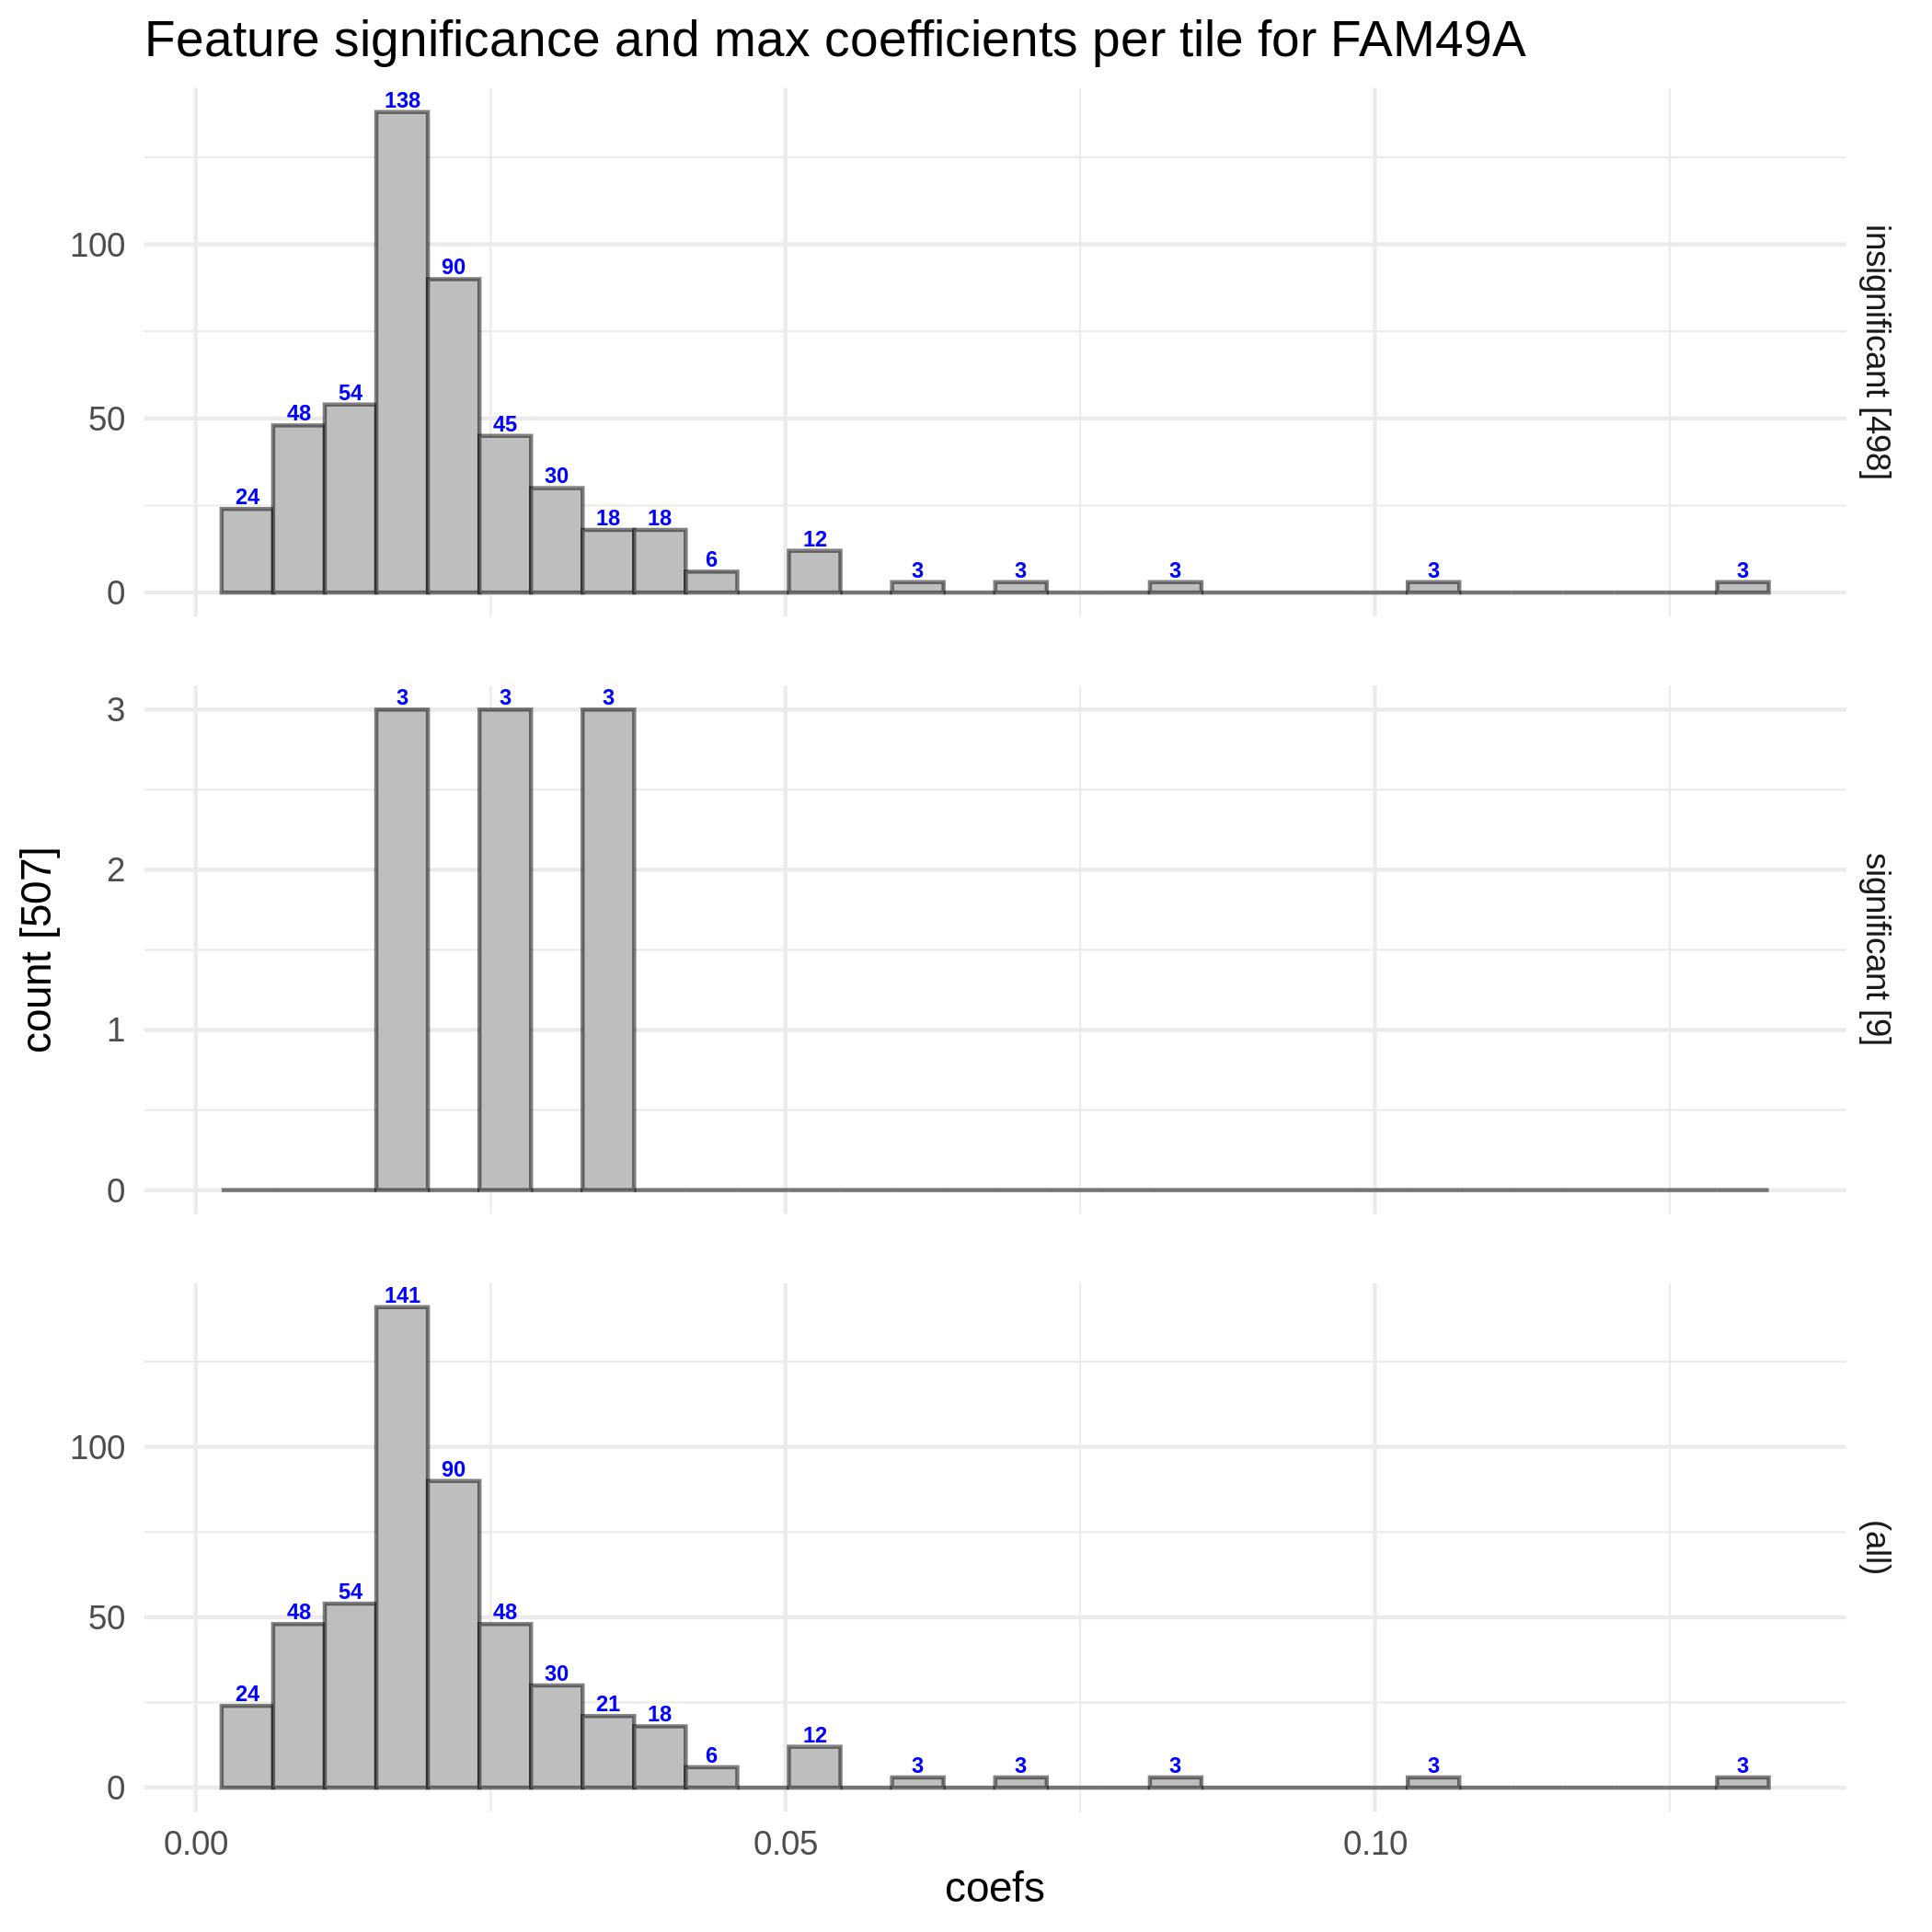 Feature significance and max coefficients per tile for FAM49A
138
90
54
48
45
30
24
18 18
12
6
3 3 3 3 3
100
50
0
insignificant [498]
3 3 3
3
2
1
0
significant [9]
count [507]
141
90
54
48 48
30
24
21 18
12
6
3 3 3 3 3
100
50
0
(all)
0.00 0.05 0.10
coefs